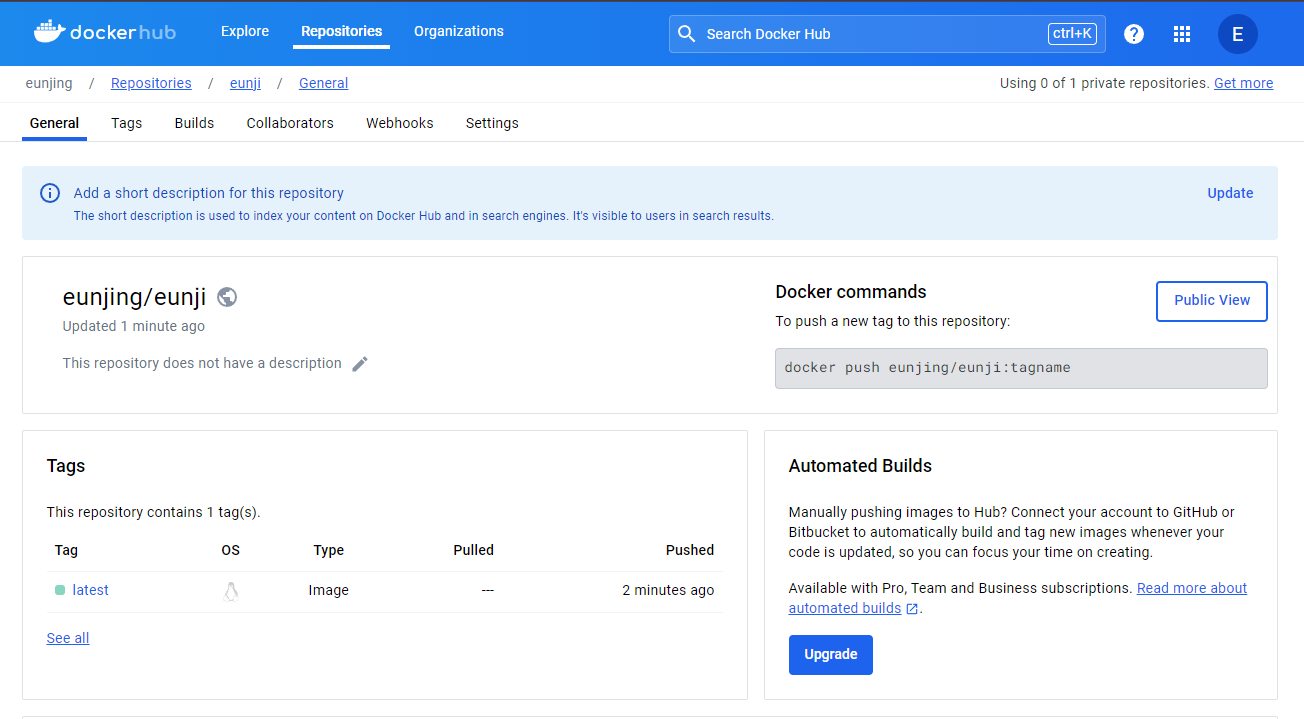 dockerhub
Explore
Repositories
Organizations
Search Docker Hub
ctrl+K
?
E
eunjing / Repositories / eunji / General
Using 0 of 1 private repositories. Get more
General
Tags
Builds
Collaborators
Webhooks
Settings
Add a short description for this repository
The short description is used to index your content on Docker Hub and in search engines. It's visible to users in search results.
Update
eunjing/eunji
Updated 1 minute ago
This repository does not have a description
Docker commands
To push a new tag to this repository:
Public View
docker push eunjing/eunji:tagname
Tags
This repository contains 1 tag(s).
Tag OS Type Pulled Pushed
latest Image --- 2 minutes ago
See all
Automated Builds
Manually pushing images to Hub? Connect your account to GitHub or
Bitbucket to automatically build and tag new images whenever your
code is updated, so you can focus your time on creating.
Available with Pro, Team and Business subscriptions. Read more about
automated builds .
Upgrade